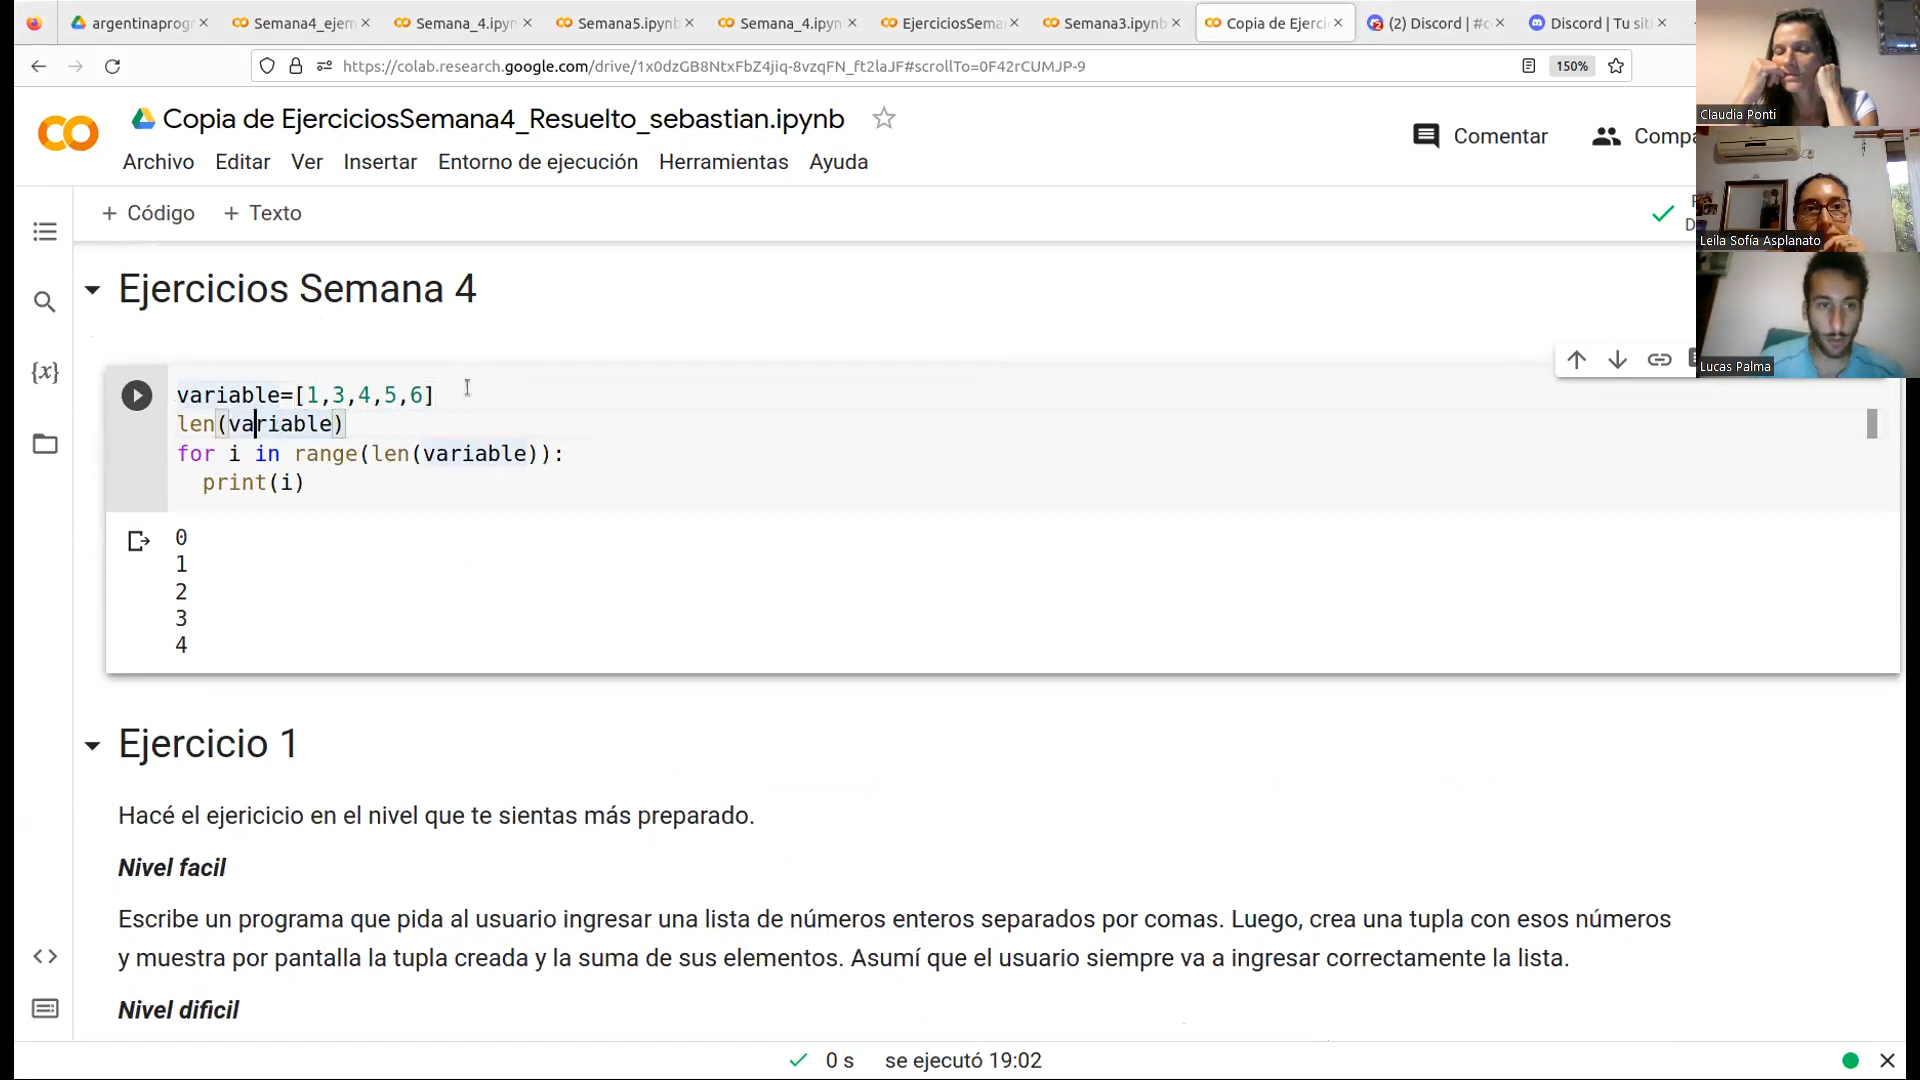 argentinaprog
Semana4_ejem
Semana_4.ipyn
Semana5.ipynb
Semana_4.ipyn
EjerciciosSema
Semana3.ipynb
Copia de Ejerci
(2) Discord | #c
Discord | Tu siti
https://colab.research.google.com/drive/1x0dzGB8NtxFbZ4jiq-8vzqFN_ft2laJF#scrollTo=0F42rCUMJP-9
150%
Copia de EjerciciosSemana4_Resuelto_sebastian.ipynb
Archivo Editar Ver Insertar Entorno de ejecución Herramientas Ayuda
Comentar
Compa
+ Código + Texto
Claudia Ponti
Leila Sofía Asplanato
Lucas Palma
Ejercicios Semana 4
variable=[1,3,4,5,6]
len(variable)
for i in range(len(variable)):
print(i)
0
1
2
3
4
Ejercicio 1
Hacé el ejericicio en el nivel que te sientas más preparado.
Nivel facil
Escribe un programa que pida al usuario ingresar una lista de números enteros separados por comas. Luego, crea una tupla con esos números
y muestra por pantalla la tupla creada y la suma de sus elementos. Asumí que el usuario siempre va a ingresar correctamente la lista.
Nivel dificil
0 s se ejecutó 19:02